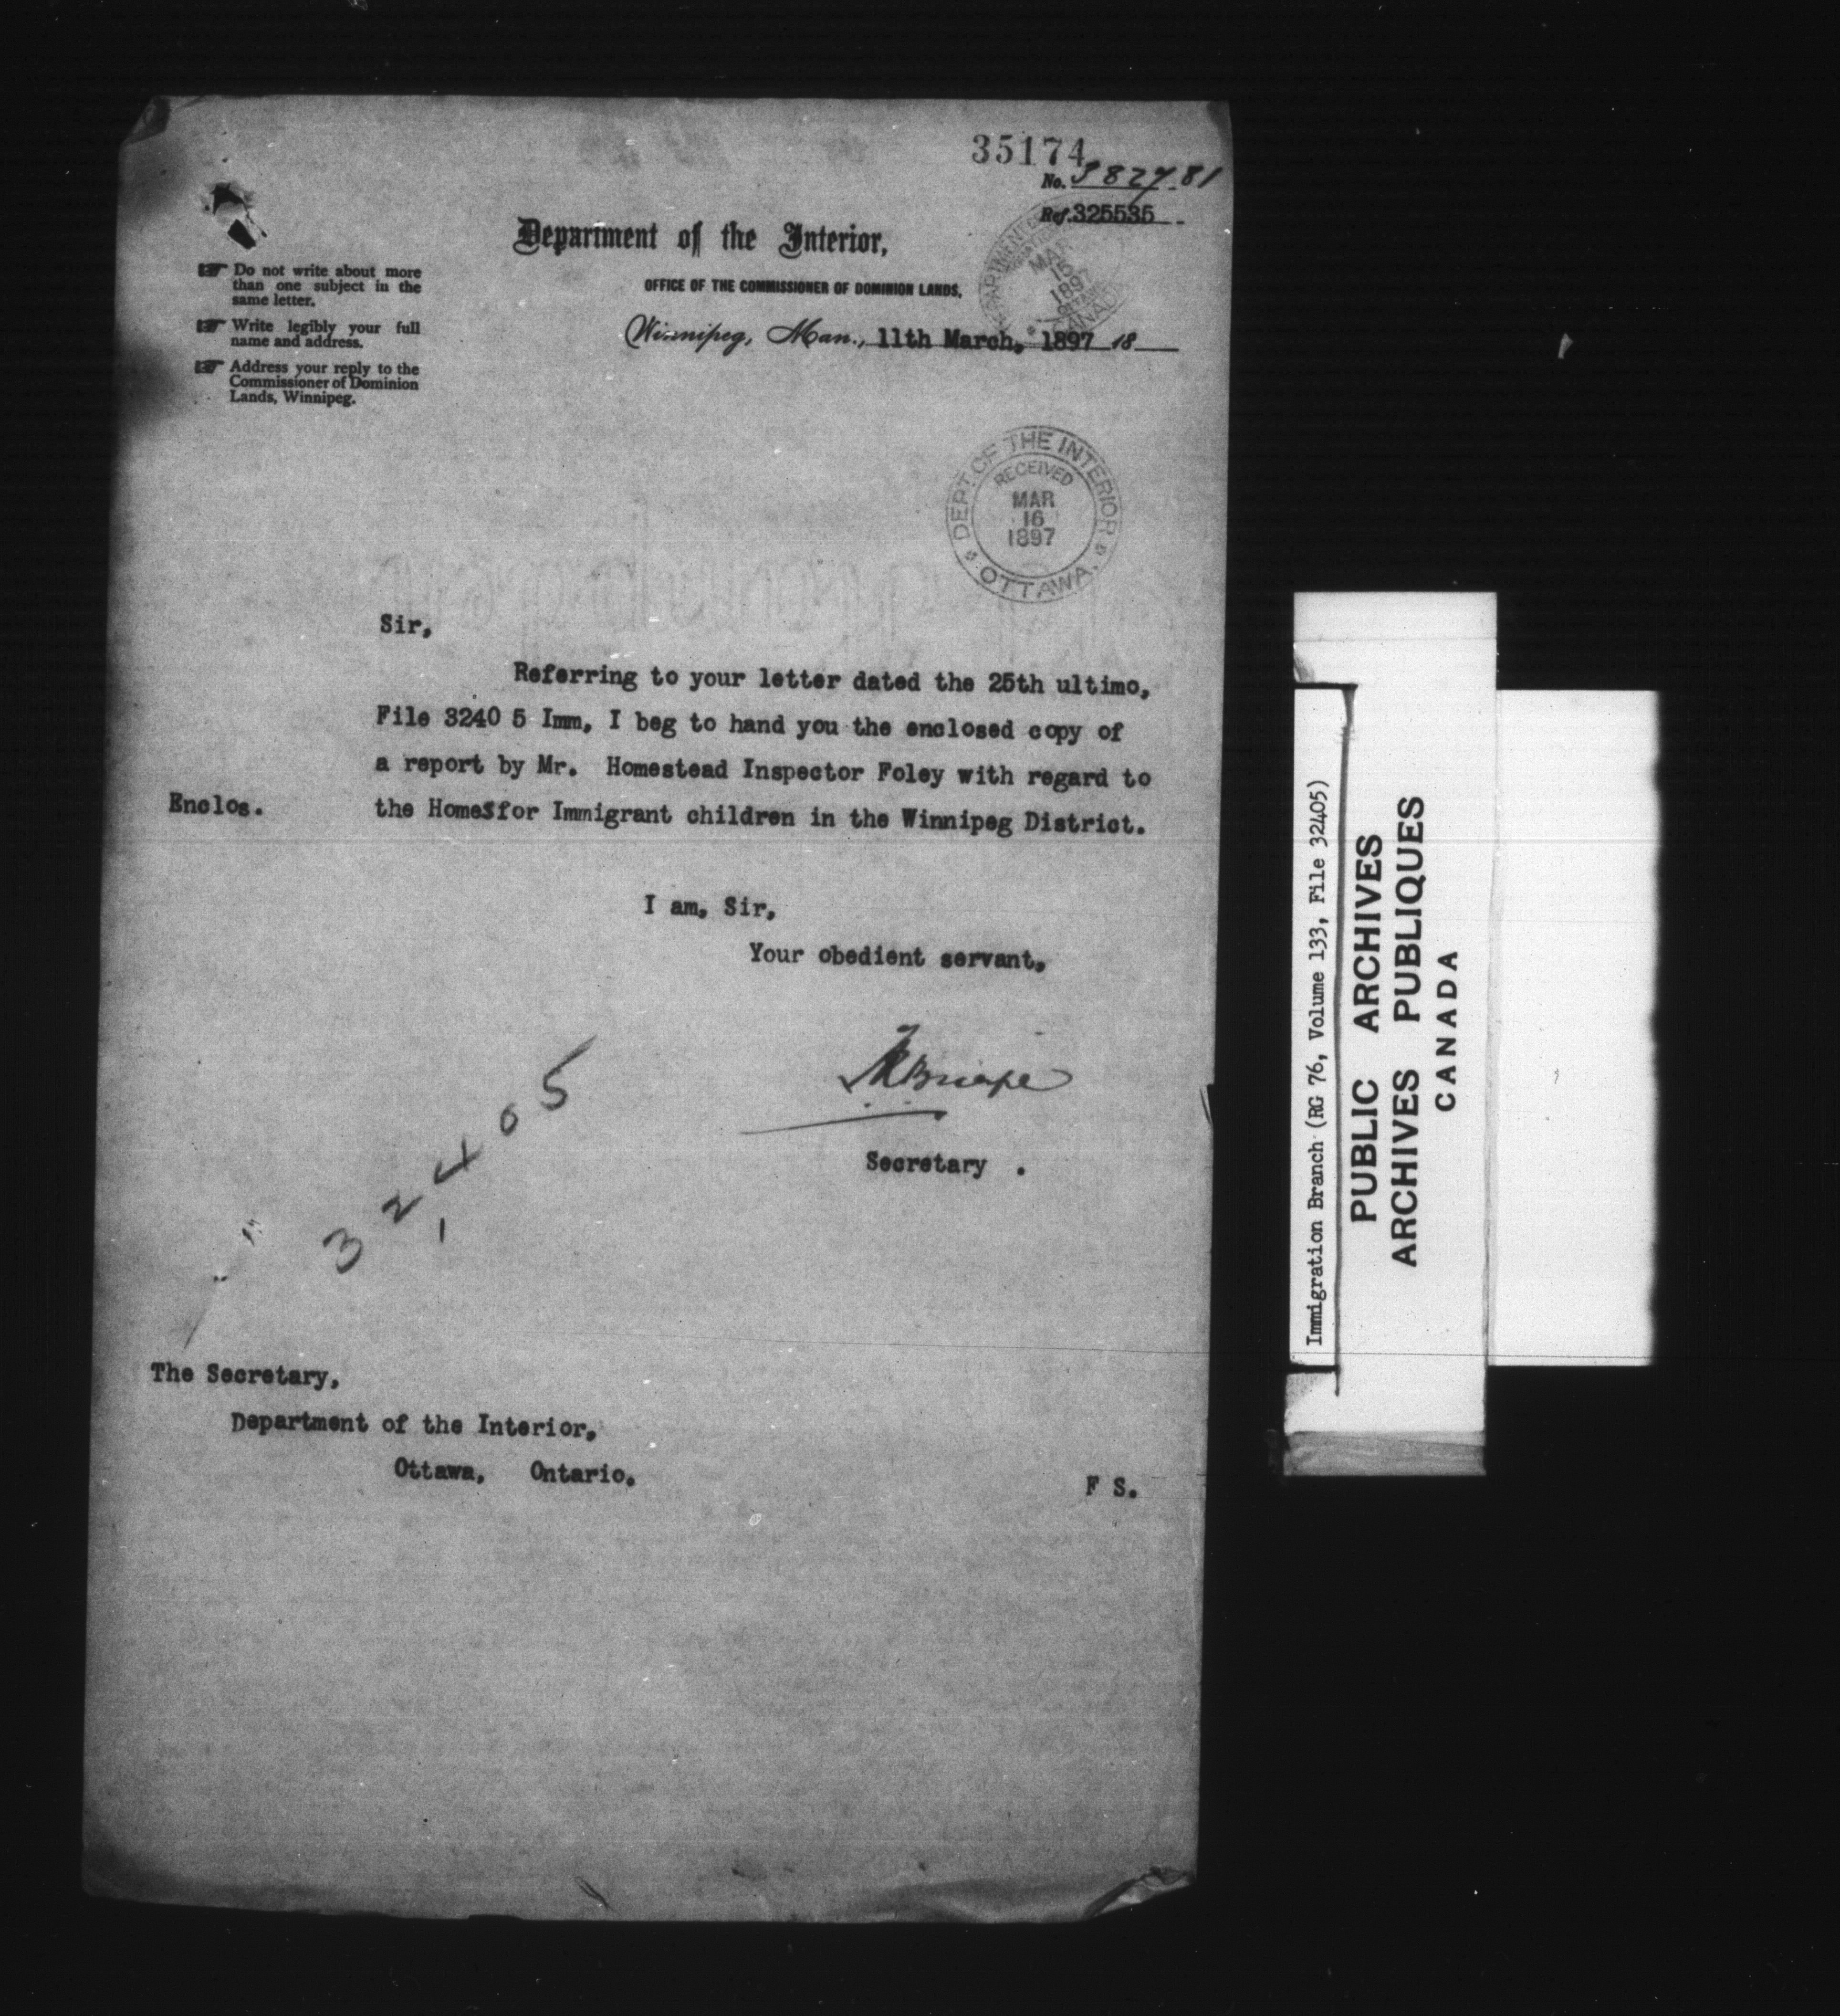 35174
No. 382781
Ref. 325535
Department of the Interior,
OFFICE OF THE COMMISSIONER OF DOMINION LANDS,
Winnipeg, Man., 11th March, 1897 18
Do not write about more
than one subject in the
same letter.
Write legibly your full
name and address.
Address your reply to the
Commissioner of Dominion
Lands, Winnipeg.
MAR
1897
CANADA
DEPT OF THE INTERIOR
RECEIVED
MAR
16
1897
OTTAWA.
Sir,
Referring to your letter dated the 25th ultimo,
File 3240 5 Imm, I beg to hand you the enclosed copy of
a report by Mr. Homestead Inspector Foley with regard to
Enclos. the Homes for Immigrant children in the Winnipeg District.
I am, Sir,
Your obedient servant,
Secretary .
32405
1
The Secretary,
Department of the Interior,
Ottawa, Ontario.
F S.
Immigration Branch (RG 76, Volume 133, File 32405)
PUBLIC ARCHIVES
ARCHIVES PUBLIQUES
CANADA